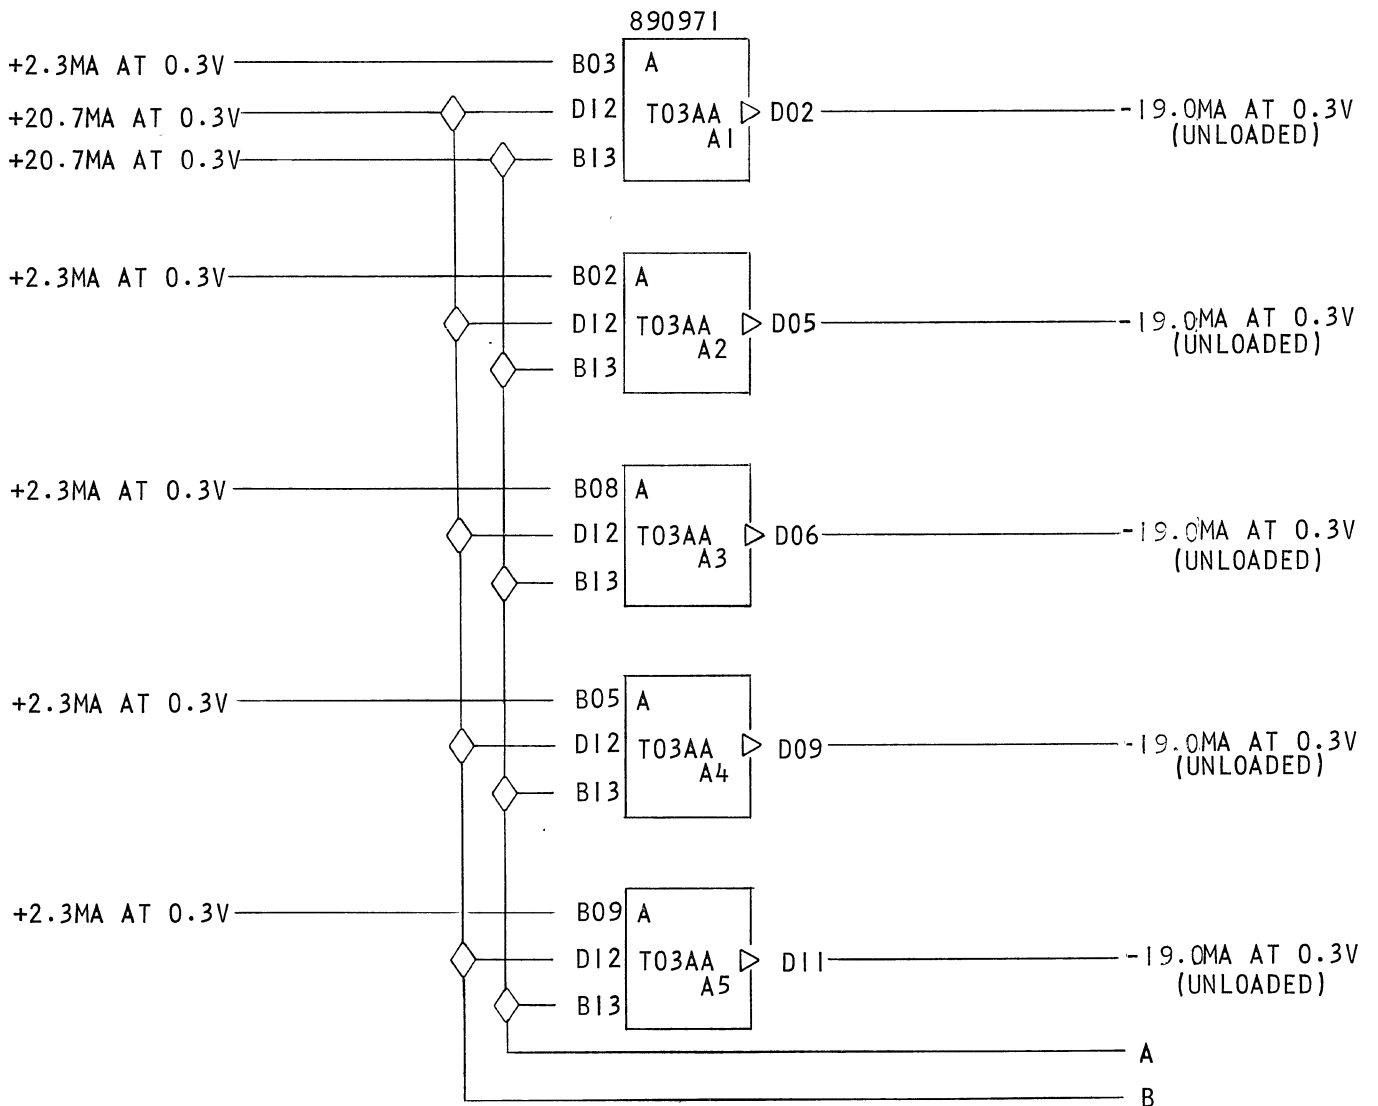 890971
+2.3MA AT 0.3V B03 A
+20.7MA AT 0.3V D12 T03AA D02 -19.0MA AT 0.3V
A1 (UNLOADED)
+20.7MA AT 0.3V B13
+2.3MA AT 0.3V B02 A
D12 T03AA D05 -19.0MA AT 0.3V
A2 (UNLOADED)
B13
+2.3MA AT 0.3V B08 A
D12 T03AA D06 -19.0MA AT 0.3V
A3 (UNLOADED)
B13
+2.3MA AT 0.3V B05 A
D12 T03AA D09 -19.0MA AT 0.3V
A4 (UNLOADED)
B13
+2.3MA AT 0.3V B09 A
D12 T03AA D11 -19.0MA AT 0.3V
A5 (UNLOADED)
B13
A
B